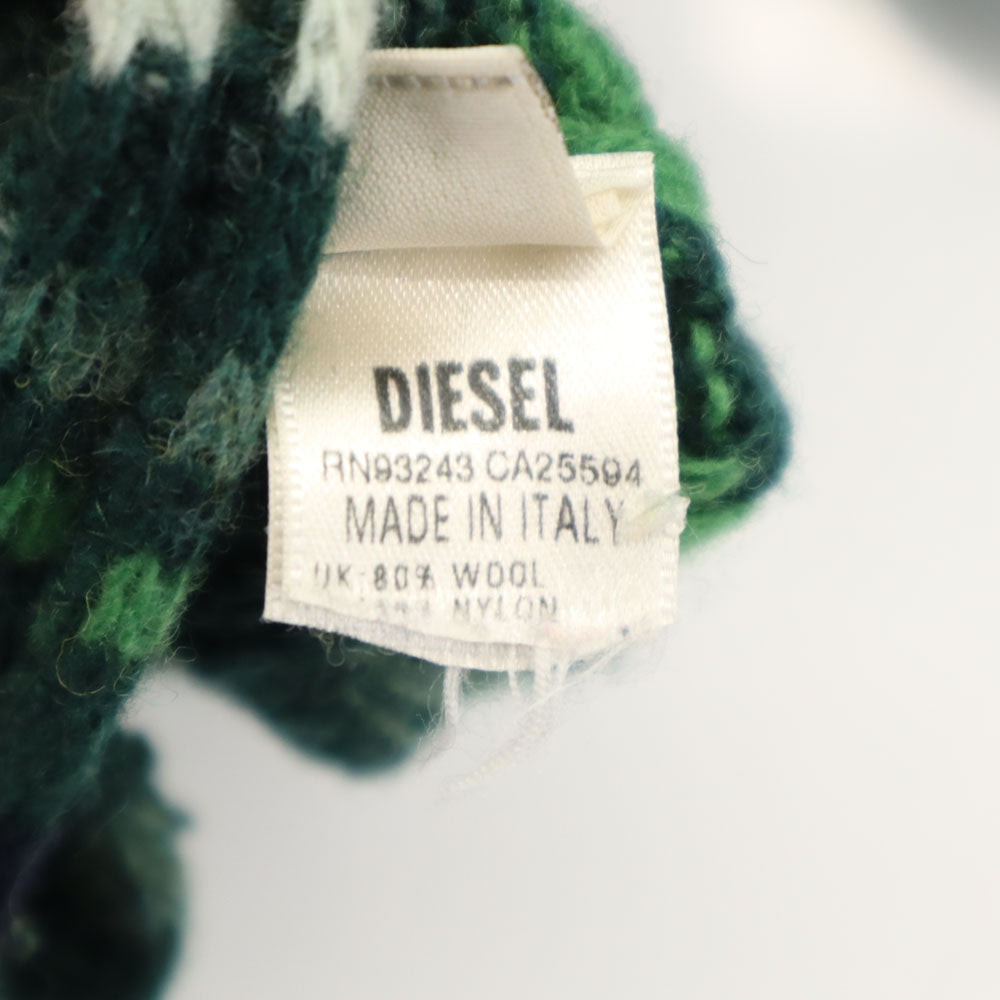 DIESEL
RN93243 CA25594
MADE IN ITALY
UK: 80% WOOL
NYLON